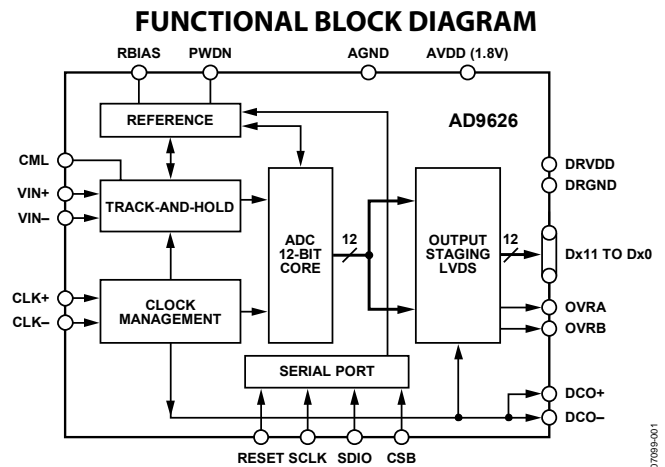 FUNCTIONAL BLOCK DIAGRAM
RBIAS PWDN AGND AVDD (1.8V)
REFERENCE
AD9626
CML
VIN+
VIN–
TRACK-AND-HOLD
ADC
12-BIT
CORE
12
OUTPUT
STAGING
LVDS
12
DRVDD
DRGND
Dx11 TO Dx0
CLK+
CLK–
CLOCK
MANAGEMENT
OVRA
OVRB
SERIAL PORT
DCO+
DCO–
RESET SCLK SDIO CSB
07099-001